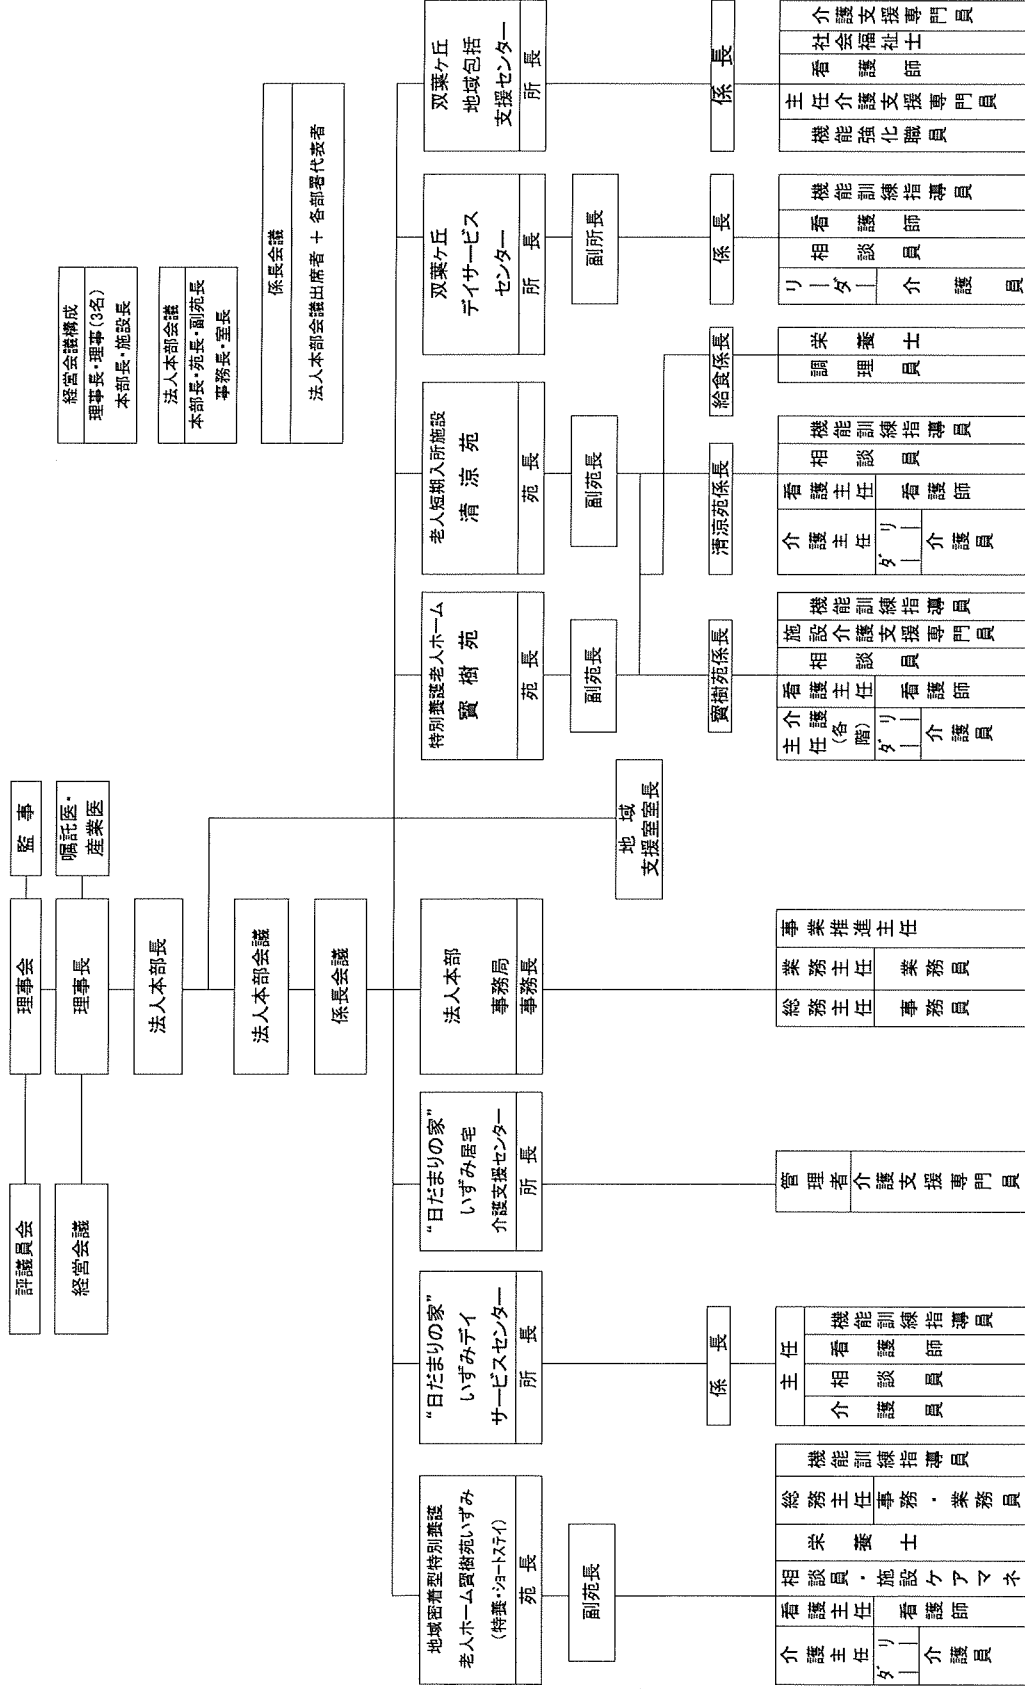 評議員会
理事会
監事
経営会議
理事長
嘱託医・
産業医
法人本部長
法人本部会議
係長会議
経営会議構成
理事長・理事(3名)
本部長・施設長
法人本部会議
本部長・苑長・副苑長
事務長・室長
係長会議
法人本部会議出席者 + 各部署代表者
地域密着型特別養護
老人ホーム寶樹苑いずみ
(特養・ショートステイ)
苑長
副苑長
介護主任
リーダー
介護員
看護主任
看護師
相談員・施設ケアマネ
栄養士
総務主任
事務・業務員
機能訓練指導員
“日だまりの家”
いずみデイ
サービスセンター
所長
係長
主任
介護員
相談員
看護師
機能訓練指導員
“日だまりの家”
いずみ居宅
介護支援センター
所長
管理者
介護支援専門員
法人本部
事務局
事務長
総務主任
事務員
業務主任
業務員
事業推進主任
地域
支援室室長
特別養護老人ホーム
寶樹苑
苑長
副苑長
寶樹苑係長
介護主任(各階)
リーダー
介護員
看護主任
看護師
相談員
施設介護支援専門員
機能訓練指導員
老人短期入所施設
清涼苑
苑長
副苑長
清涼苑係長
介護主任
リーダー
介護員
看護主任
看護師
相談員
機能訓練指導員
給食係長
調理員
栄養士
双葉ヶ丘
デイサービス
センター
所長
副所長
係長
リーダー
介護員
相談員
看護師
機能訓練指導員
双葉ヶ丘
地域包括
支援センター
所長
係長
機能強化職員
主任介護支援専門員
看護師
社会福祉士
介護支援専門員